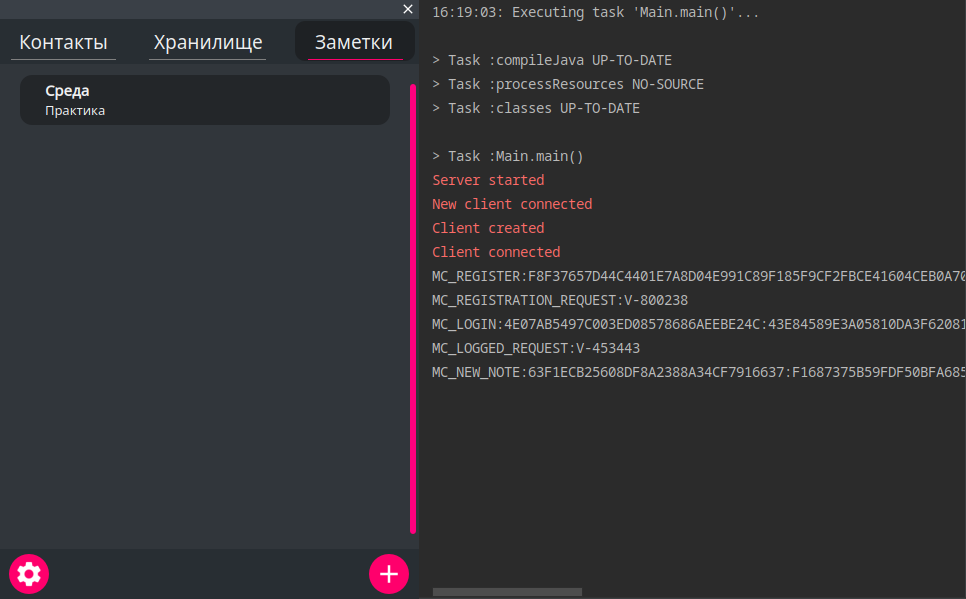 Контакты
Хранилище
Заметки
Среда
Практика
16:19:03: Executing task 'Main.main()'...
> Task :compileJava UP-TO-DATE
> Task :processResources NO-SOURCE
> Task :classes UP-TO-DATE
> Task :Main.main()
Server started
New client connected
Client created
Client connected
MC_REGISTER:F8F37657D44C4401E7A8D04E991C89F185F9CF2FBCE41604CEB0A70
MC_REGISTRATION_REQUEST:V-800238
MC_LOGIN:4E07AB5497C003ED08578686AEEBE24C:43E84589E3A05810DA3F62081
MC_LOGGED_REQUEST:V-453443
MC_NEW_NOTE:63F1ECB25608DF8A2388A34CF7916637:F1687375B59FDF50BFA685